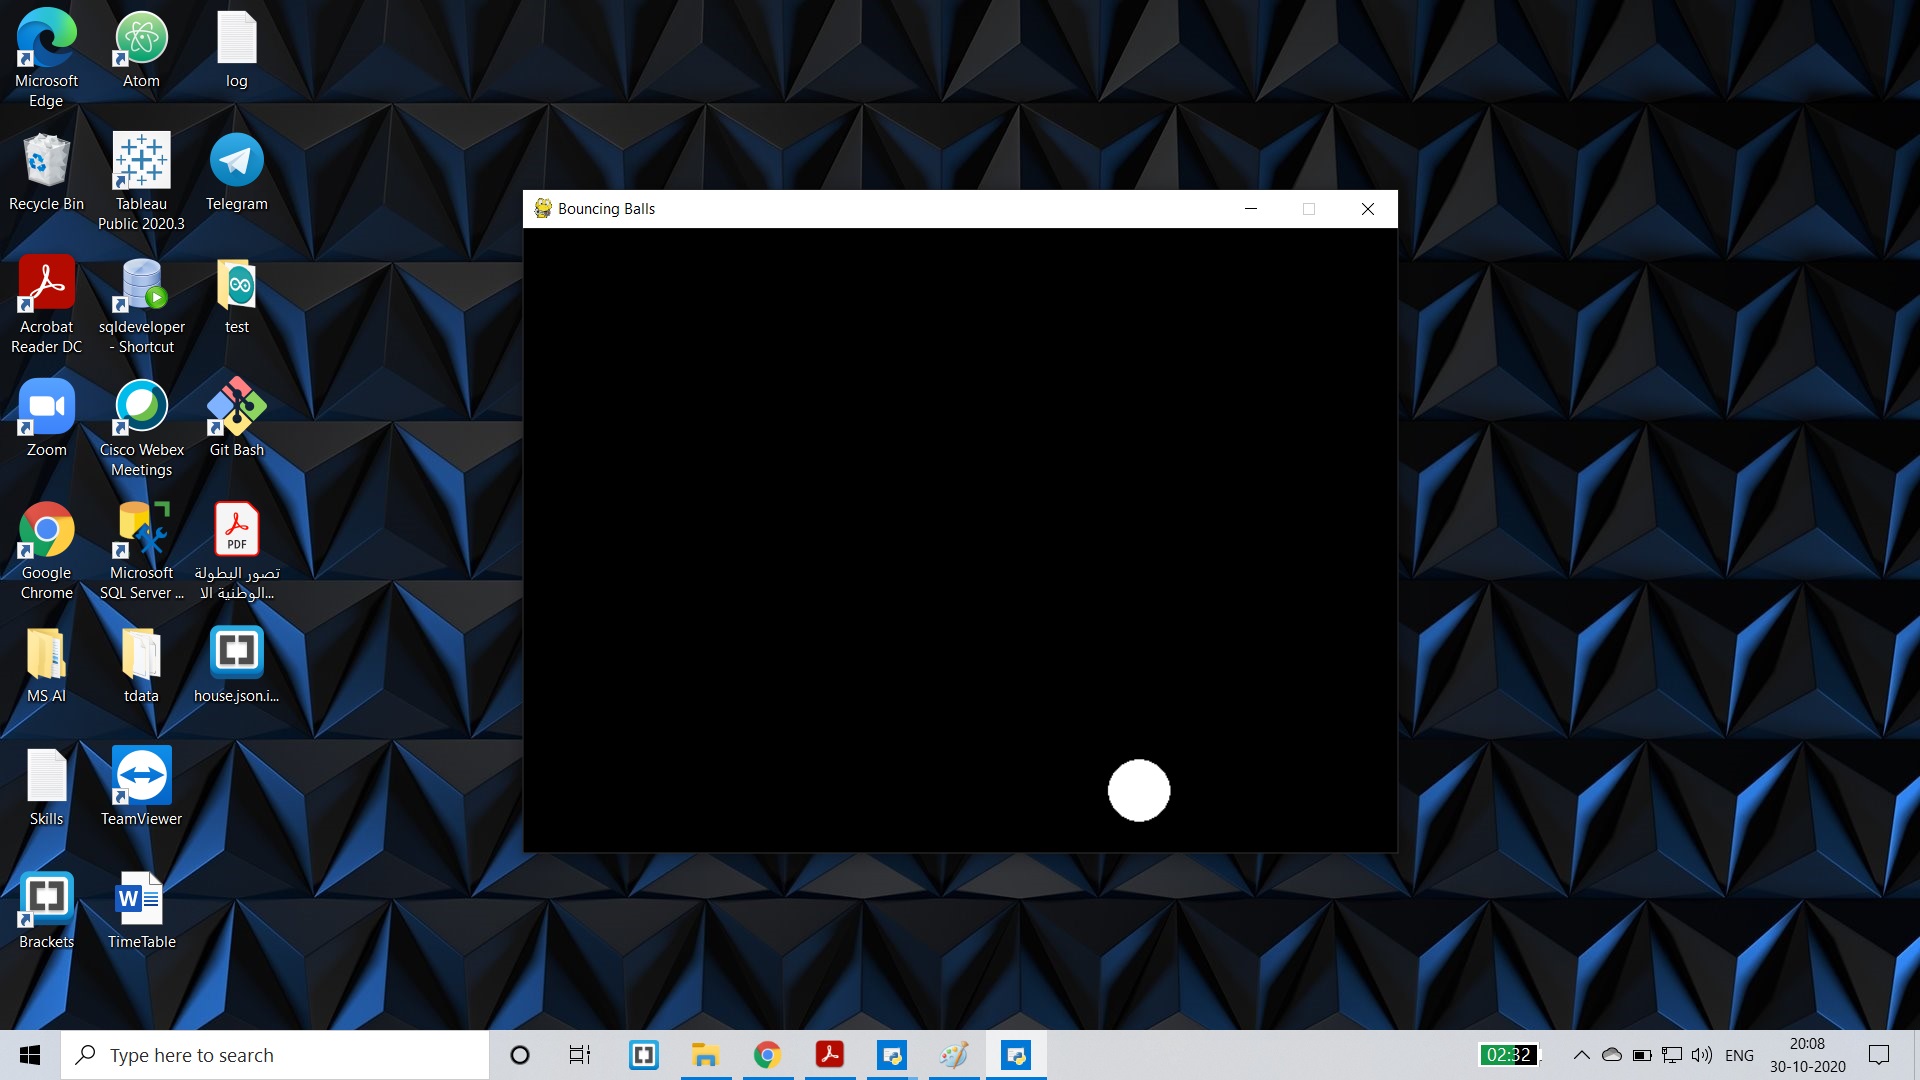 Microsoft
Edge
Atom
log
Recycle Bin
Tableau
Public 2020.3
Telegram
Acrobat
Reader DC
sqldeveloper
- Shortcut
test
Zoom
Cisco Webex
Meetings
Git Bash
Google
Chrome
Microsoft
SQL Server ...
PDF
تصور البطولة
الوطنية الا...
MS AI
tdata
house.json.i...
Skills
TeamViewer
Brackets
W
TimeTable
Bouncing Balls
Type here to search
02:32
ENG
20:08
30-10-2020